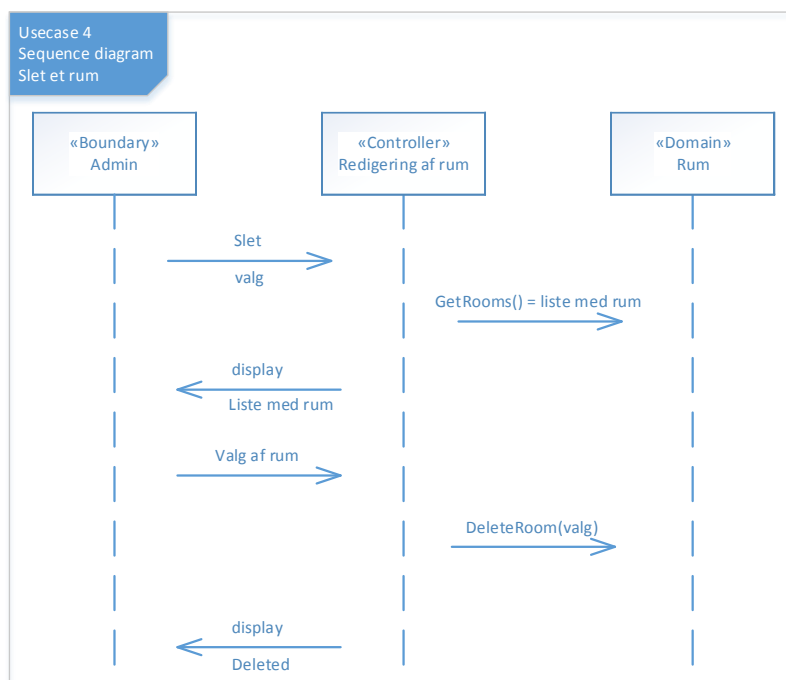 Usecase 4
Sequence diagram
Slet et rum
«Boundary»
Admin
«Controller»
Redigering af rum
«Domain»
Rum
Slet
valg
GetRooms() = liste med rum
display
Liste med rum
Valg af rum
DeleteRoom(valg)
display
Deleted